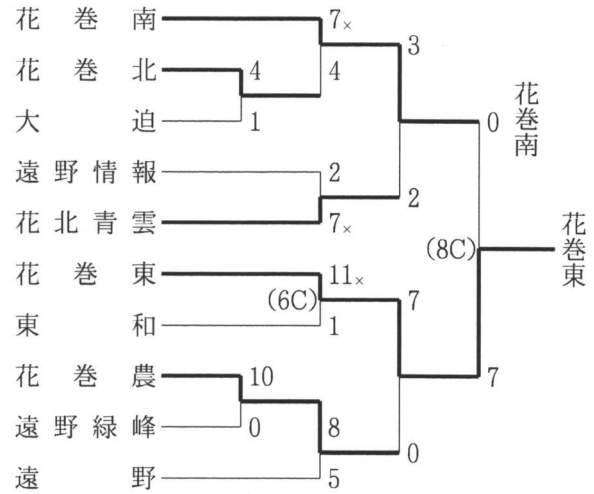 花巻南 7×
3
花巻北 4 4
大迫 1
0 花巻南
遠野情報 2
2
花北青雲 7×
(8C) 花巻東
花巻東 11×
(6C) 7
東和 1
花巻農 10
7
遠野緑峰 0 8
0
遠野 5